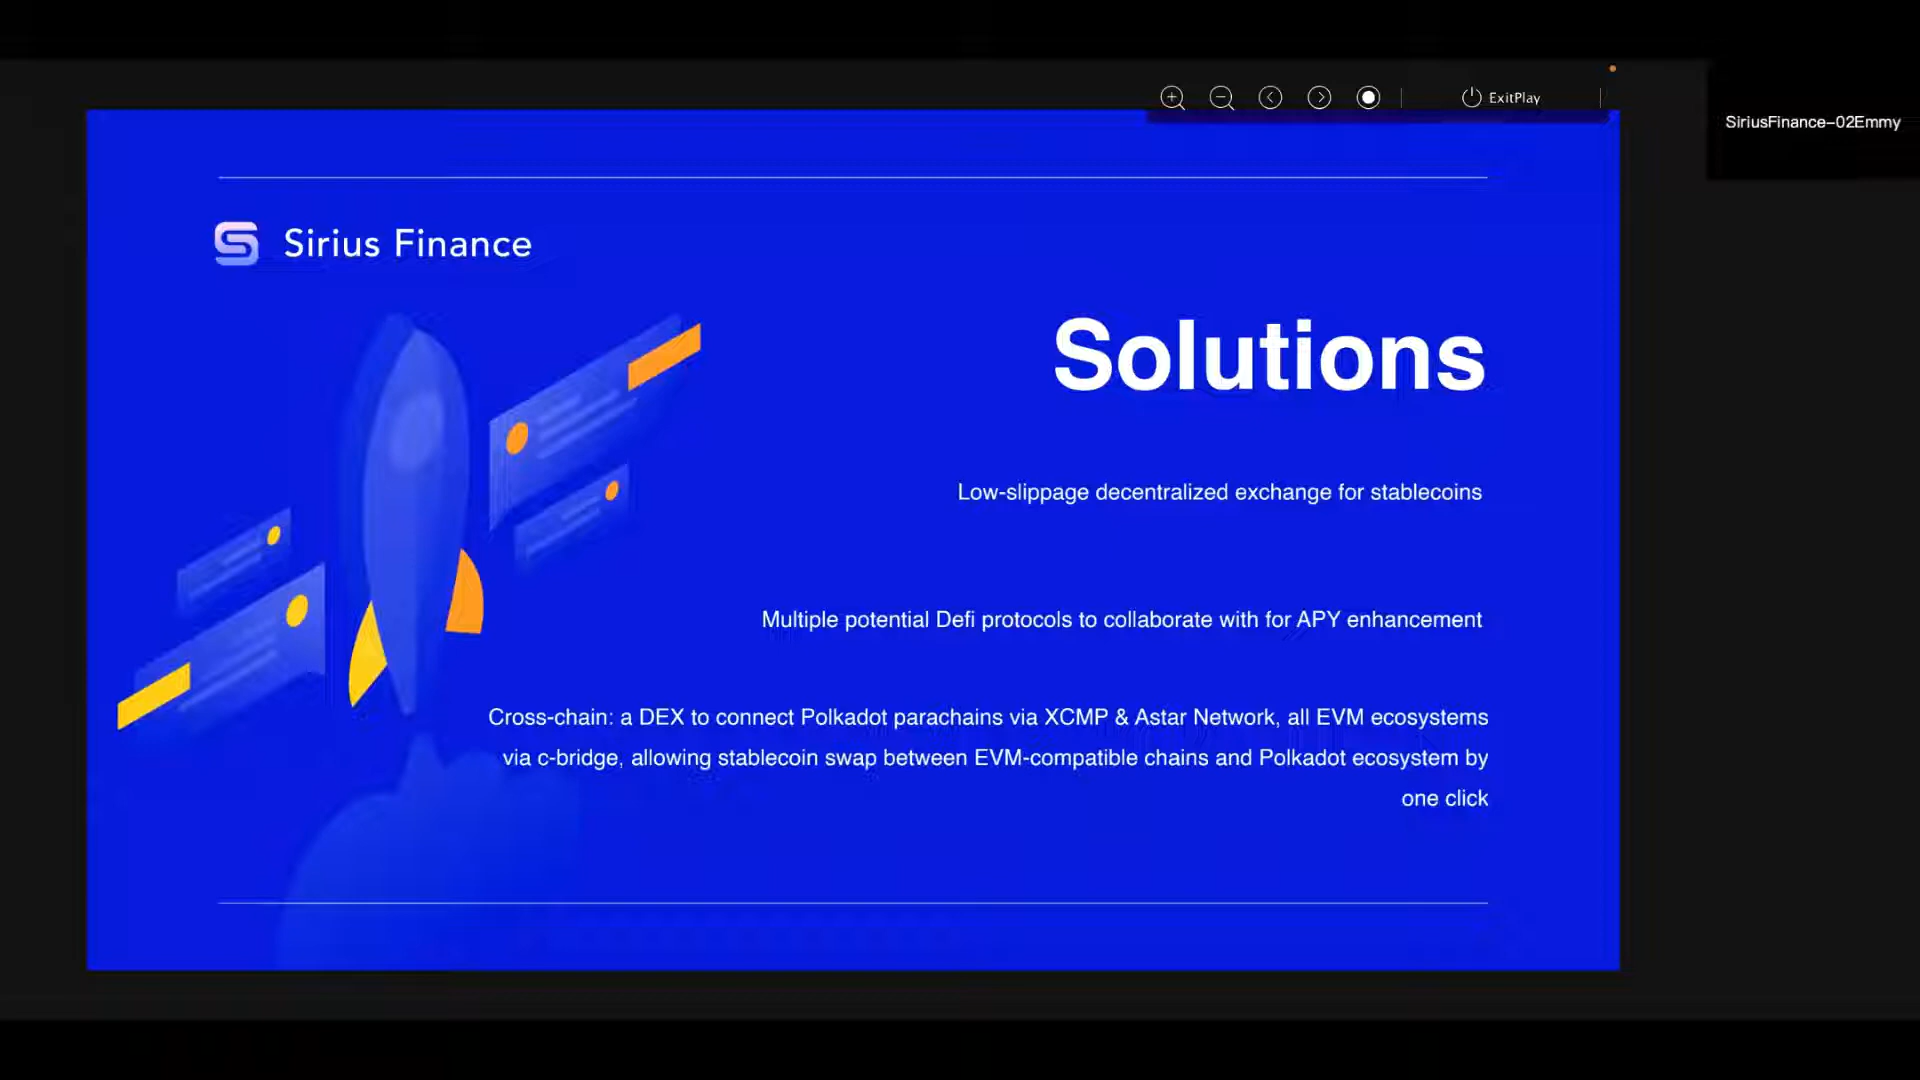 ExitPlay
SiriusFinance-02Emmy
Sirius Finance
Solutions
Low-slippage decentralized exchange for stablecoins
Multiple potential Defi protocols to collaborate with for APY enhancement
Cross-chain: a DEX to connect Polkadot parachains via XCMP & Astar Network, all EVM ecosystems
via c-bridge, allowing stablecoin swap between EVM-compatible chains and Polkadot ecosystem by
one click